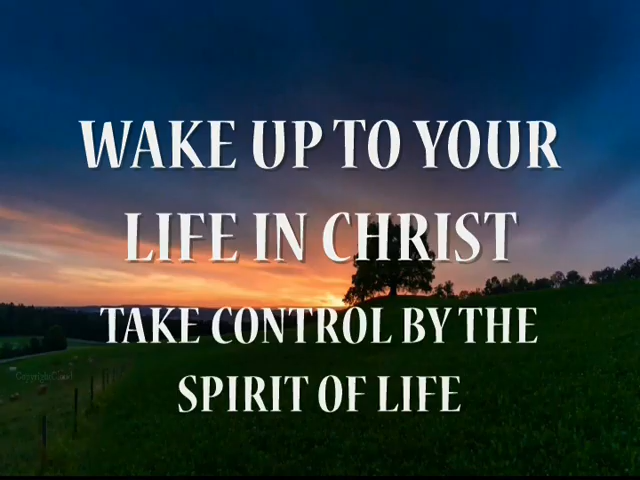 WAKE UP TO YOUR
LIFE IN CHRIST
TAKE CONTROL BY THE
SPIRIT OF LIFE